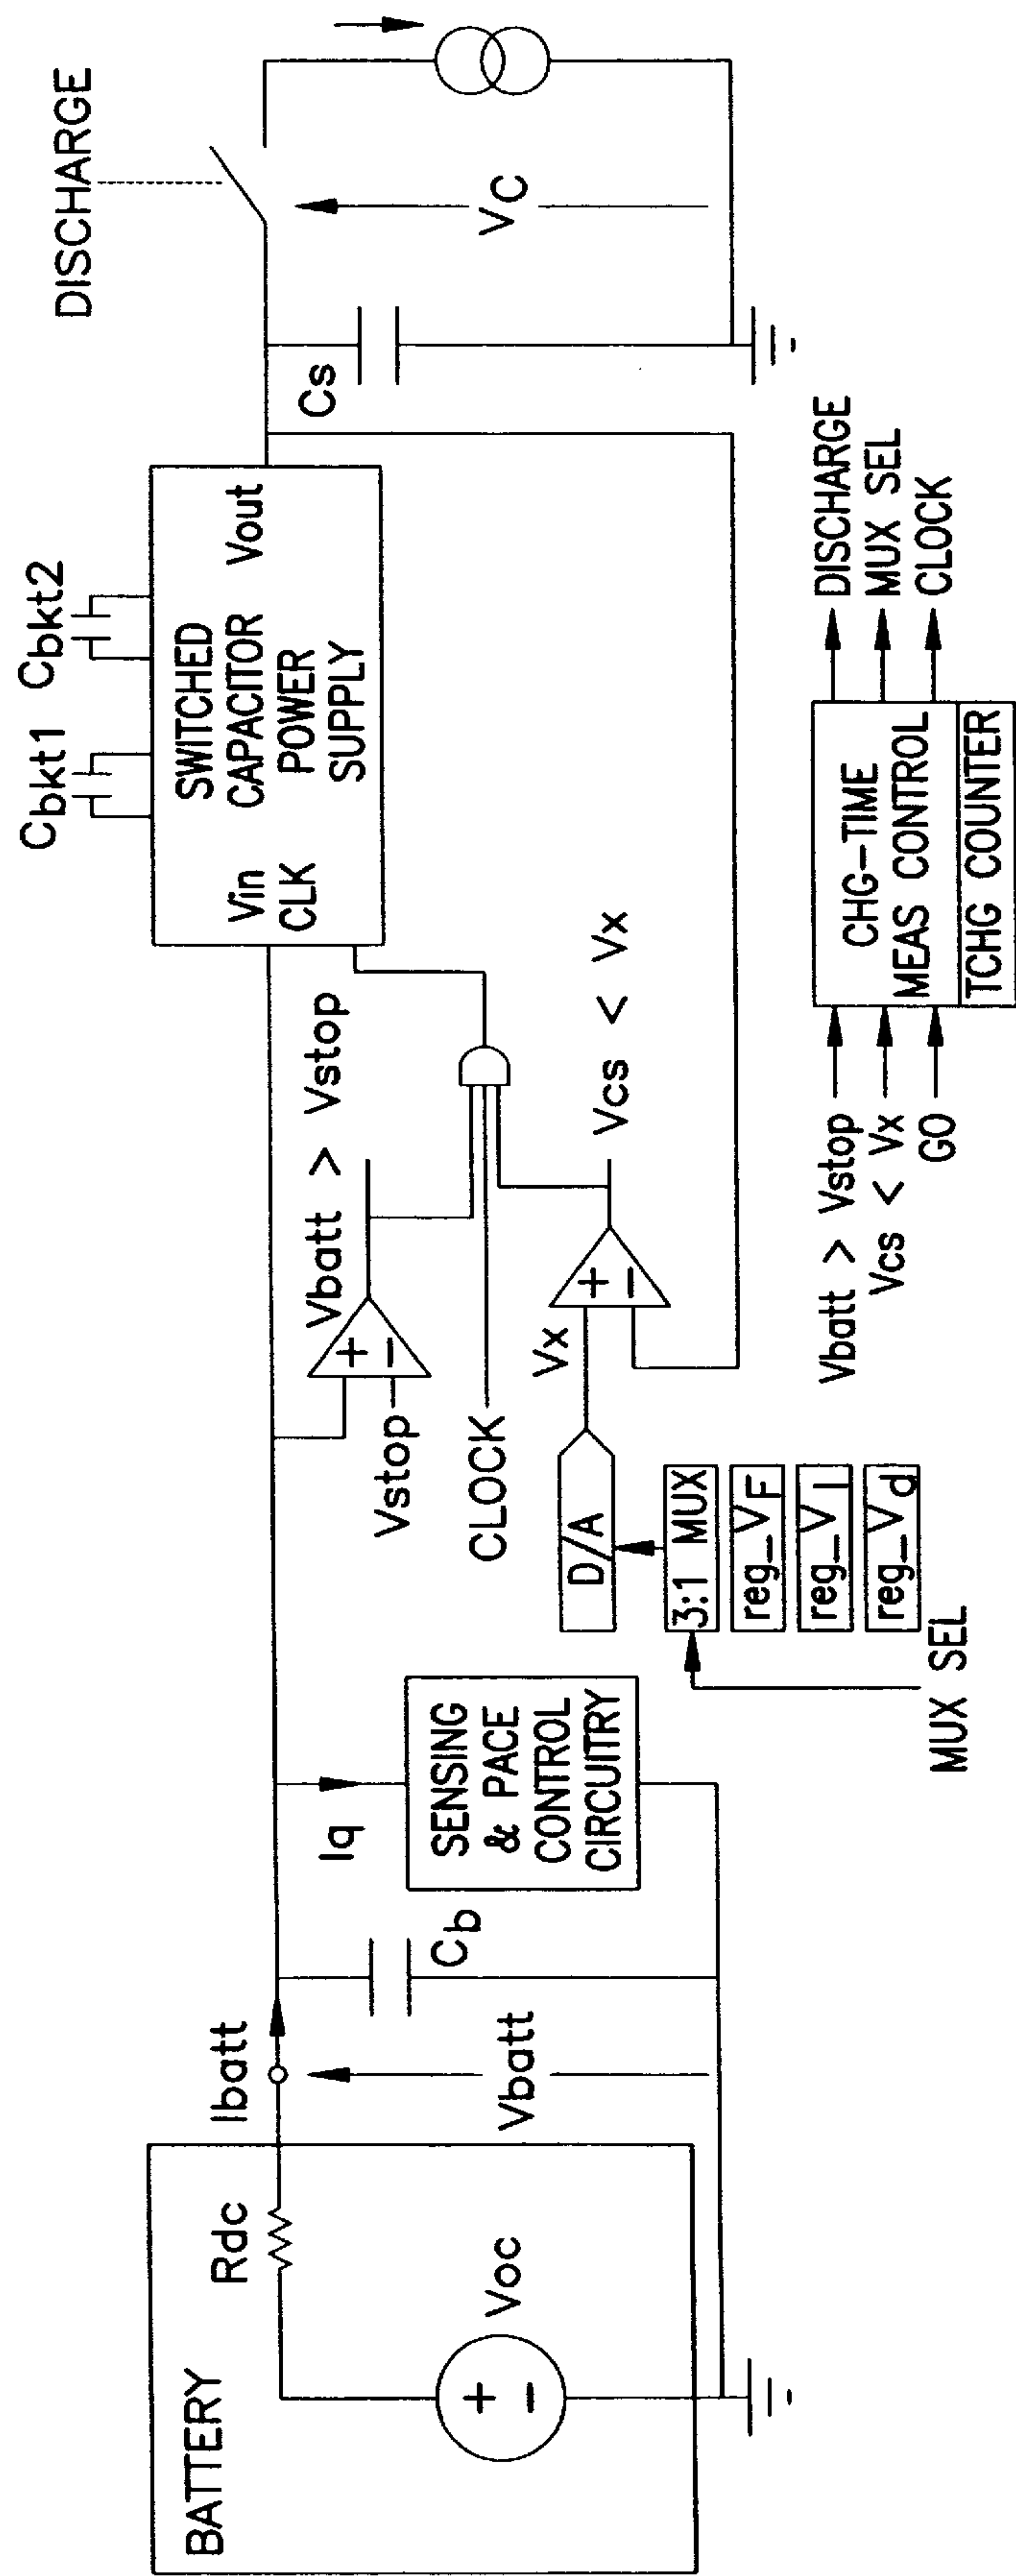 BATTERY
Rdc
Voc
+
−
Ibatt
Vbatt
Cb
Iq
SENSING
& PACE
CONTROL
CIRCUITRY
MUX SEL
3:1 MUX
reg_VF
reg_VI
reg_Vd
D/A
Vx
+
−
Vcs < Vx
CLOCK
Vstop
+
−
Vbatt > Vstop
Cbkt1
Cbkt2
Vin
CLK
SWITCHED
CAPACITOR
POWER
SUPPLY
Vout
Cs
DISCHARGE
VC
Vbatt > Vstop
Vcs < Vx
GO
CHG-TIME
MEAS CONTROL
TCHG COUNTER
DISCHARGE
MUX SEL
CLOCK